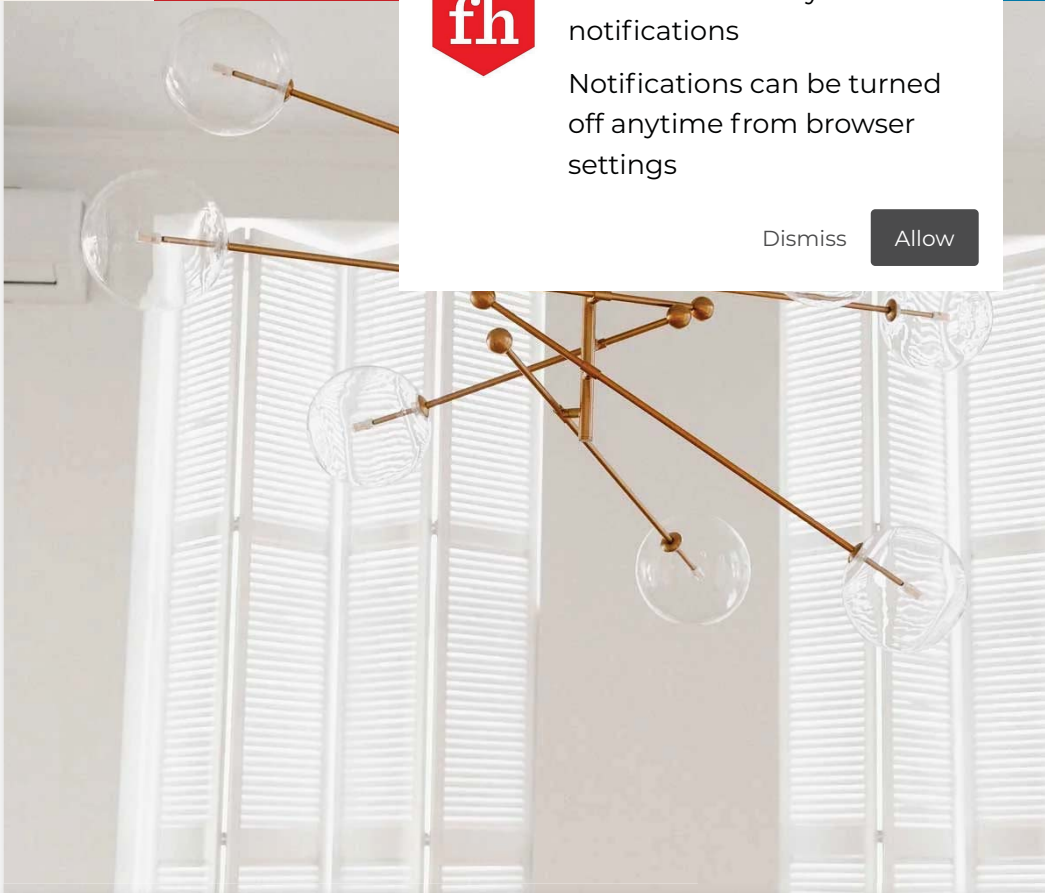 fh
notifications
Notifications can be turned
off anytime from browser
settings
Dismiss
Allow